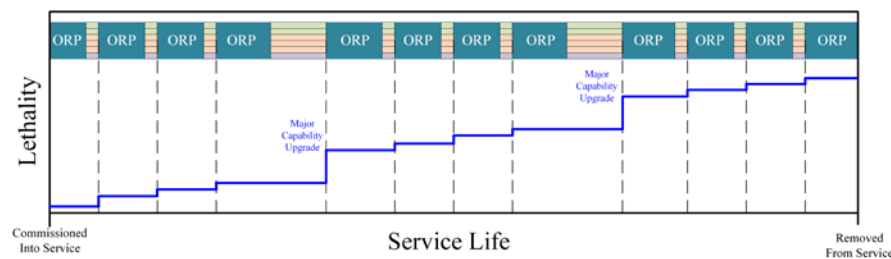 ORP ORP ORP ORP ORP ORP ORP ORP ORP ORP ORP ORP
Major
Capability
Upgrade
Major
Capability
Upgrade
Lethality
Commissioned
Into Service
Service Life
Removed
From Service